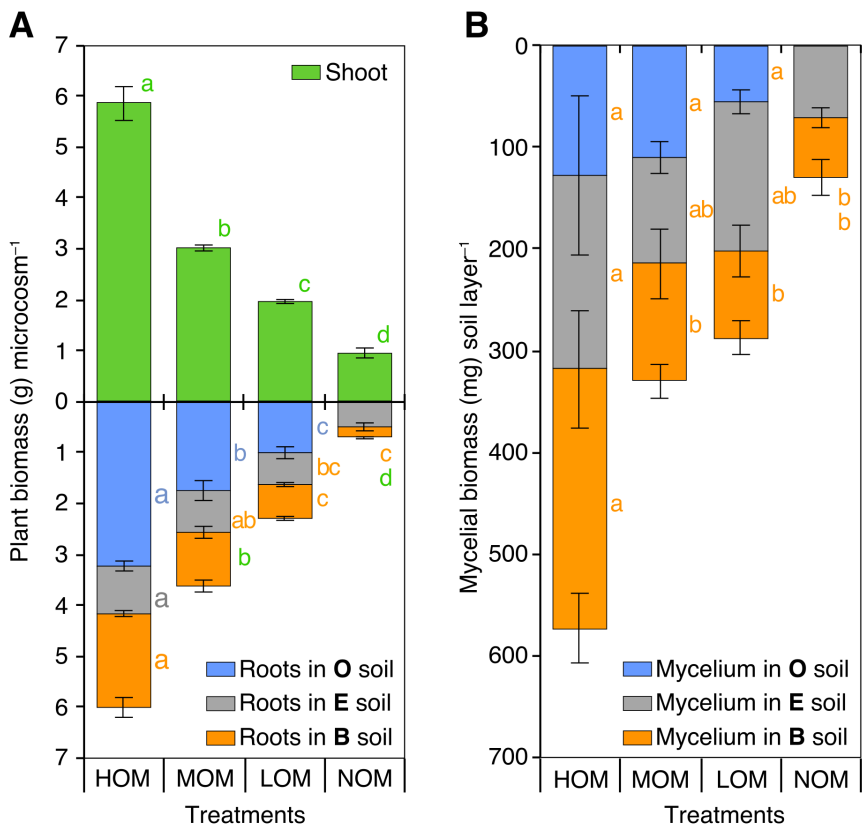 A
Plant biomass (g) microcosm⁻¹
7
6
5
4
3
2
1
0
1
2
3
4
5
6
7
Shoot
a
b
c
d
a
a
a
b
ab
b
c
bc
c
c
d
Roots in O soil
Roots in E soil
Roots in B soil
HOM MOM LOM NOM
Treatments
B
Mycelial biomass (mg) soil layer⁻¹
0
100
200
300
400
500
600
700
a
a
a
a
ab
b
a
ab
b
b
b
Mycelium in O soil
Mycelium in E soil
Mycelium in B soil
HOM MOM LOM NOM
Treatments